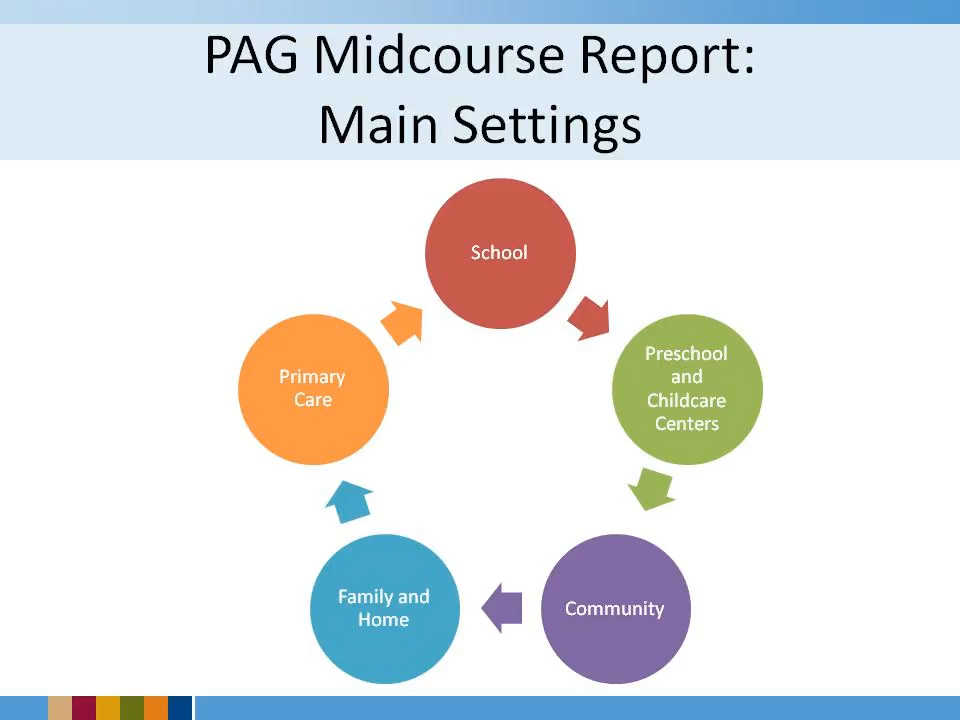 PAG Midcourse Report:
Main Settings
School
Preschool
and
Childcare
Centers
Community
Family and
Home
Primary
Care